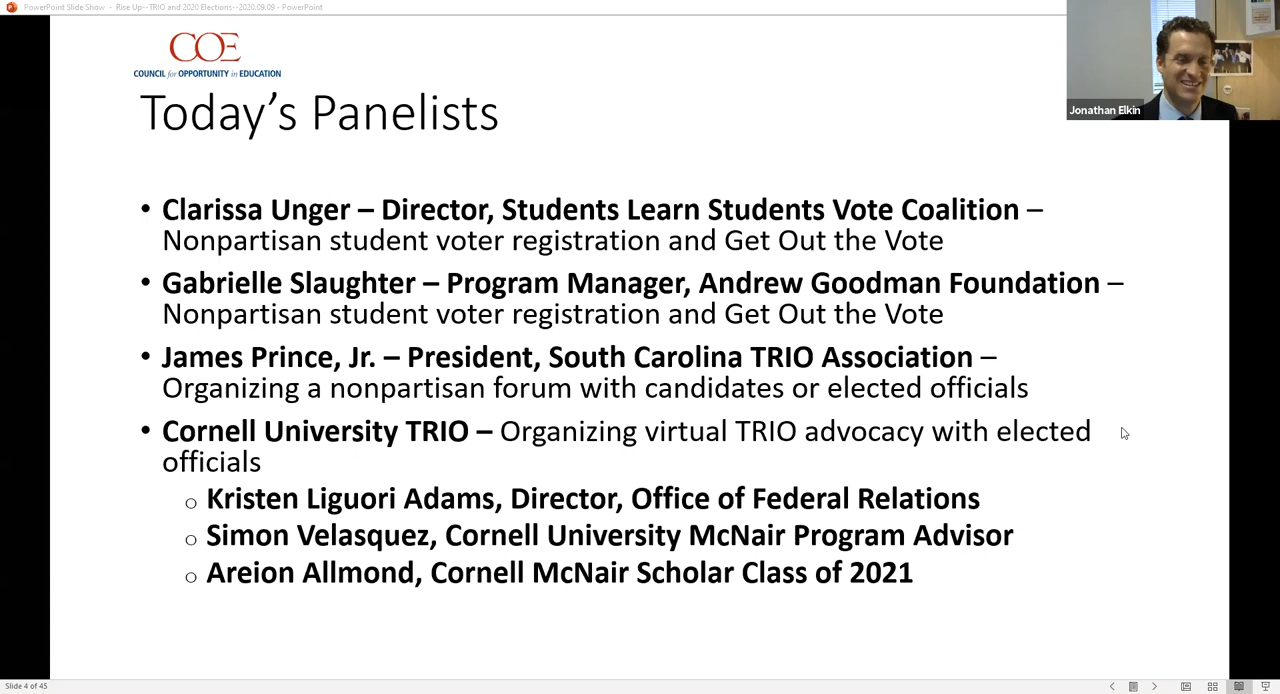 PowerPoint Slide Show - Rise Up--TRIO and 2020 Elections--2020.09.09 - PowerPoint
COE
COUNCIL for OPPORTUNITY in EDUCATION
Jonathan Elkin
Today's Panelists
• Clarissa Unger – Director, Students Learn Students Vote Coalition –
Nonpartisan student voter registration and Get Out the Vote
• Gabrielle Slaughter – Program Manager, Andrew Goodman Foundation –
Nonpartisan student voter registration and Get Out the Vote
• James Prince, Jr. – President, South Carolina TRIO Association –
Organizing a nonpartisan forum with candidates or elected officials
• Cornell University TRIO – Organizing virtual TRIO advocacy with elected
officials
o Kristen Liguori Adams, Director, Office of Federal Relations
o Simon Velasquez, Cornell University McNair Program Advisor
o Areion Allmond, Cornell McNair Scholar Class of 2021
Slide 4 of 45